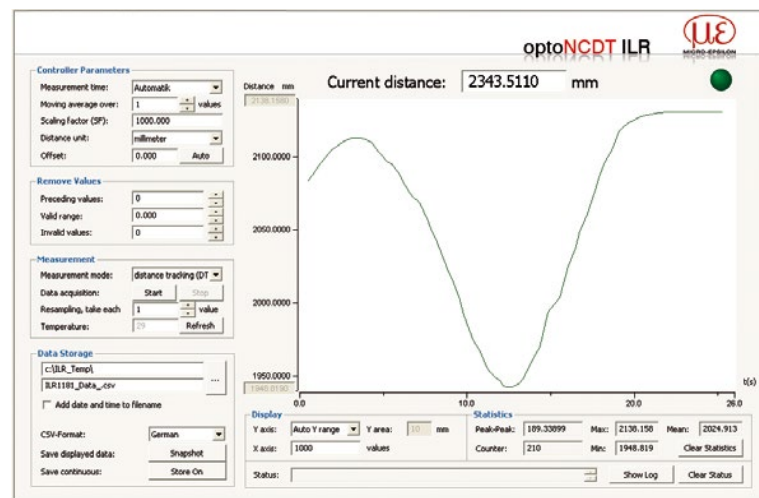 optoNCDT ILR
με
MICRO-EPSILON
Controller Parameters
Measurement time: Automatik
Moving average over: 1 values
Scaling factor (SF): 1000.000
Distance unit: millimeter
Offset: 0.000 Auto
Remove Values
Preceding values: 0
Valid range: 0.000
Invalid values: 0
Measurement
Measurement mode: distance tracking (DT
Data acquisition: Start Stop
Resampling, take each 1 value
Temperature: 29 Refresh
Data Storage
c:\ILR_Temp\
ILR1181_Data_.csv
...
Add date and time to filename
CSV-Format: German
Save displayed data: Snapshot
Save continuous: Store On
Distance mm
Current distance: 2343.5110 mm
2138.1580
2100.0000
2050.0000
2000.0000
1950.0000
1948.8190
0.0 10.0 20.0 26.0
t(s)
Display
Y axis: Auto Y range Y area: 10 mm
X axis: 1000 values
Statistics
Peak-Peak: 189.33899 Max: 2138.158 Mean: 2024.913
Counter: 210 Min: 1948.819 Clear Statistics
Status: Show Log Clear Status